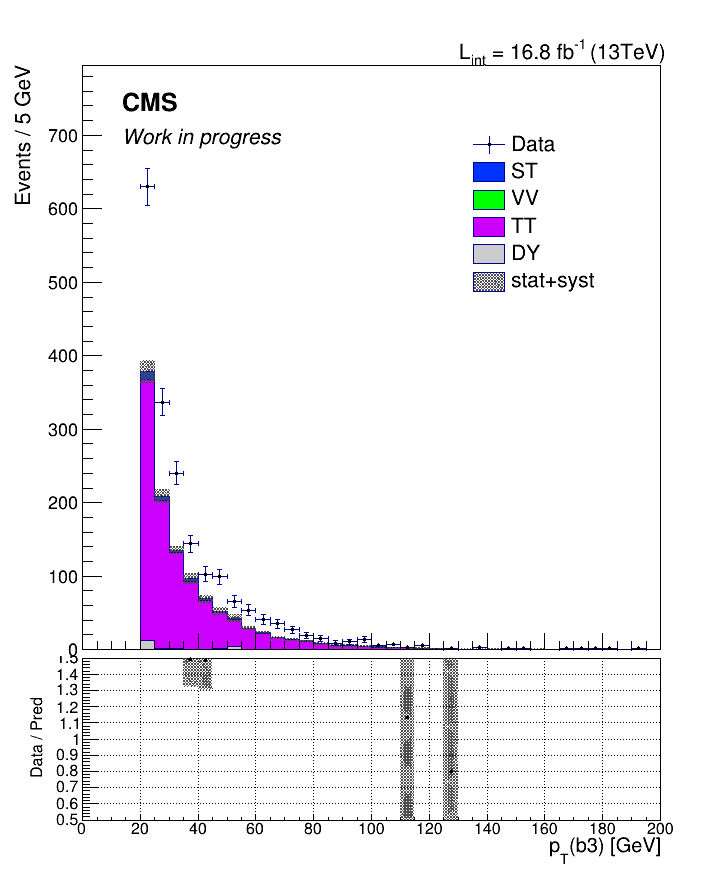 L_int = 16.8 fb^-1 (13TeV)
Events / 5 GeV
CMS
Work in progress
Data
ST
VV
TT
DY
stat+syst
700
600
500
400
300
200
100
0
Data / Pred
1.5
1.4
1.3
1.2
1.1
1
0.9
0.8
0.7
0.6
0.5
0 20 40 60 80 100 120 140 160 180 200
p_T(b3) [GeV]